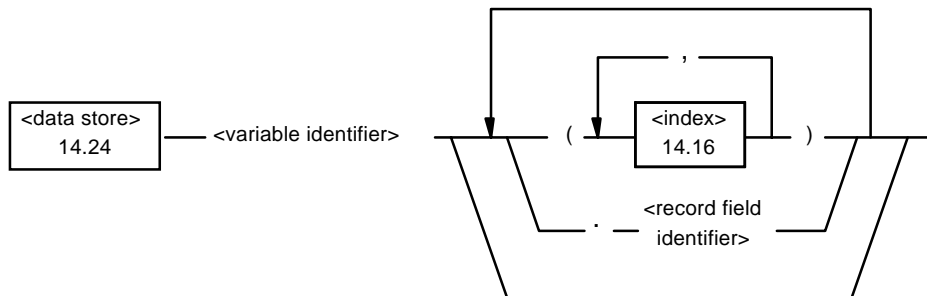 ,
<data store>
14.24
<variable identifier>
(
<index>
14.16
)
.
<record field
identifier>